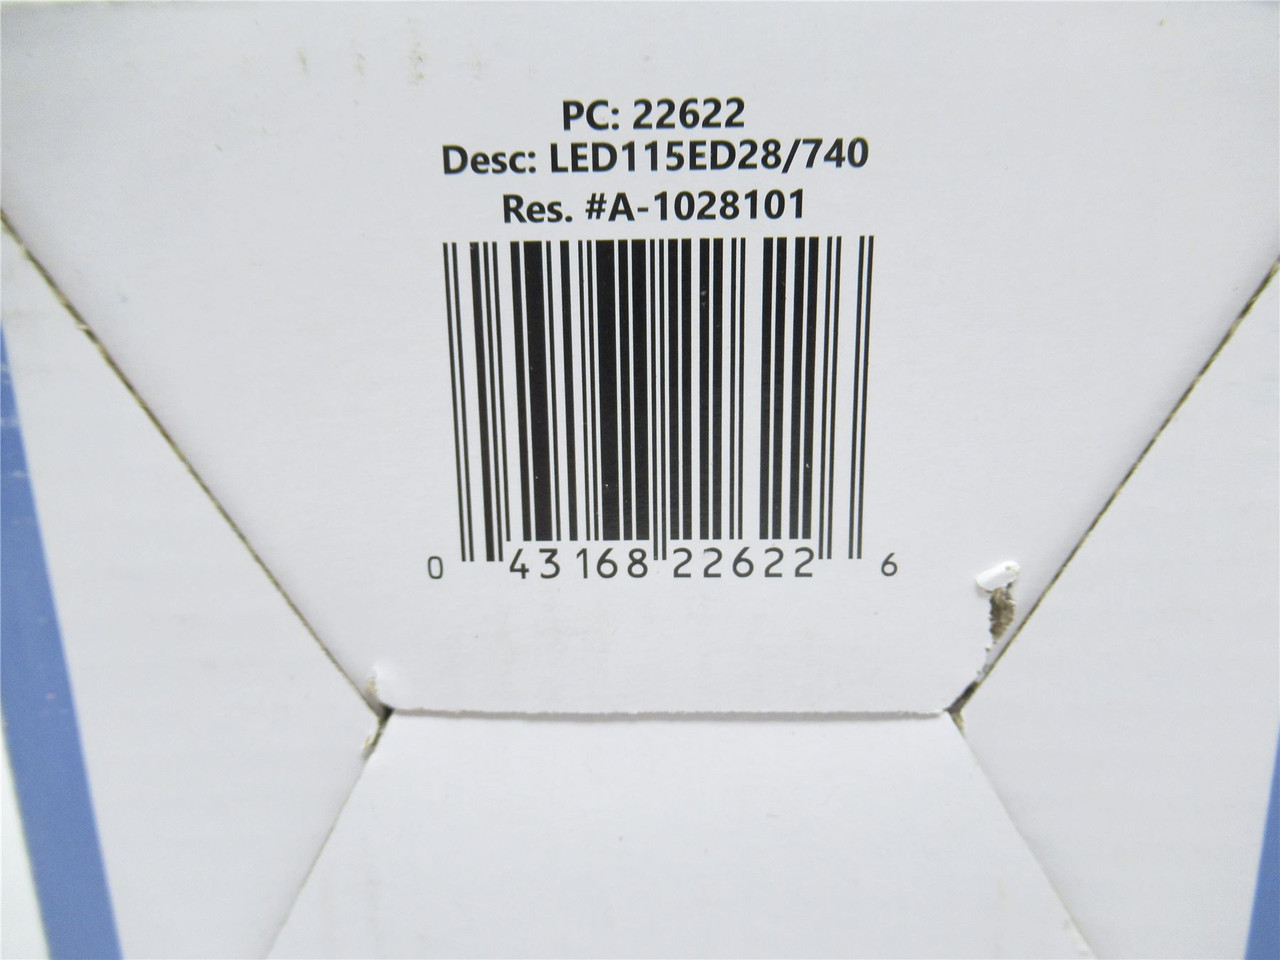 PC: 22622
Desc: LED115ED28/740
Res. #A-1028101
0 43168 22622 6